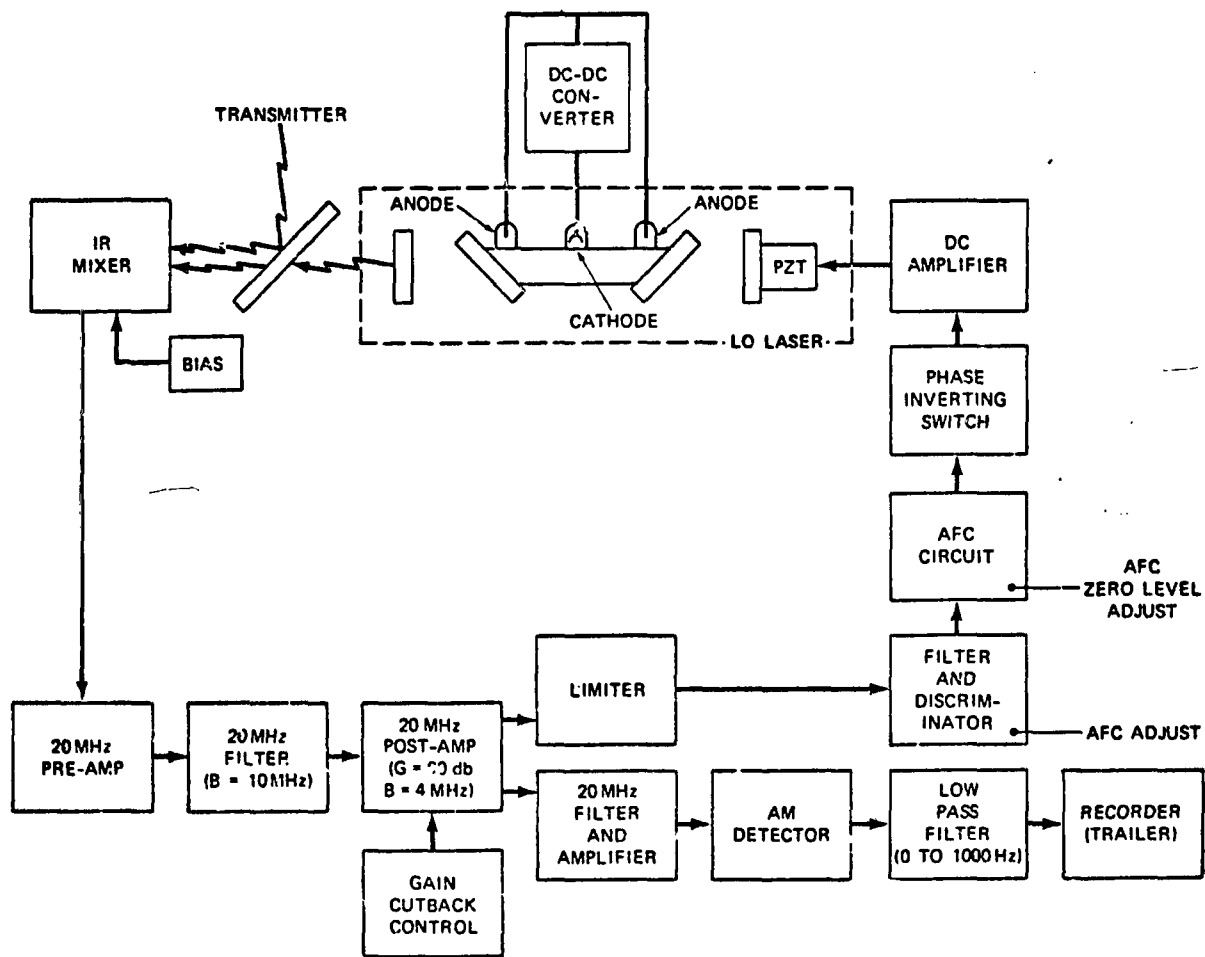 DC-DC
CON-
VERTER
TRANSMITTER
ANODE
ANODE
IR
MIXER
PZT
DC
AMPLIFIER
CATHODE
LO LASER
BIAS
PHASE
INVERTING
SWITCH
AFC
CIRCUIT
AFC
ZERO LEVEL
ADJUST
LIMITER
FILTER
AND
DISCRIM-
INATOR
AFC ADJUST
20 MHz
PRE-AMP
20 MHz
FILTER
(B = 10 MHz)
20 MHz
POST-AMP
(G = db
B = 4 MHz)
20 MHz
FILTER
AND
AMPLIFIER
AM
DETECTOR
LOW
PASS
FILTER
(0 TO 1000 Hz)
RECORDER
(TRAILER)
GAIN
CUTBACK
CONTROL